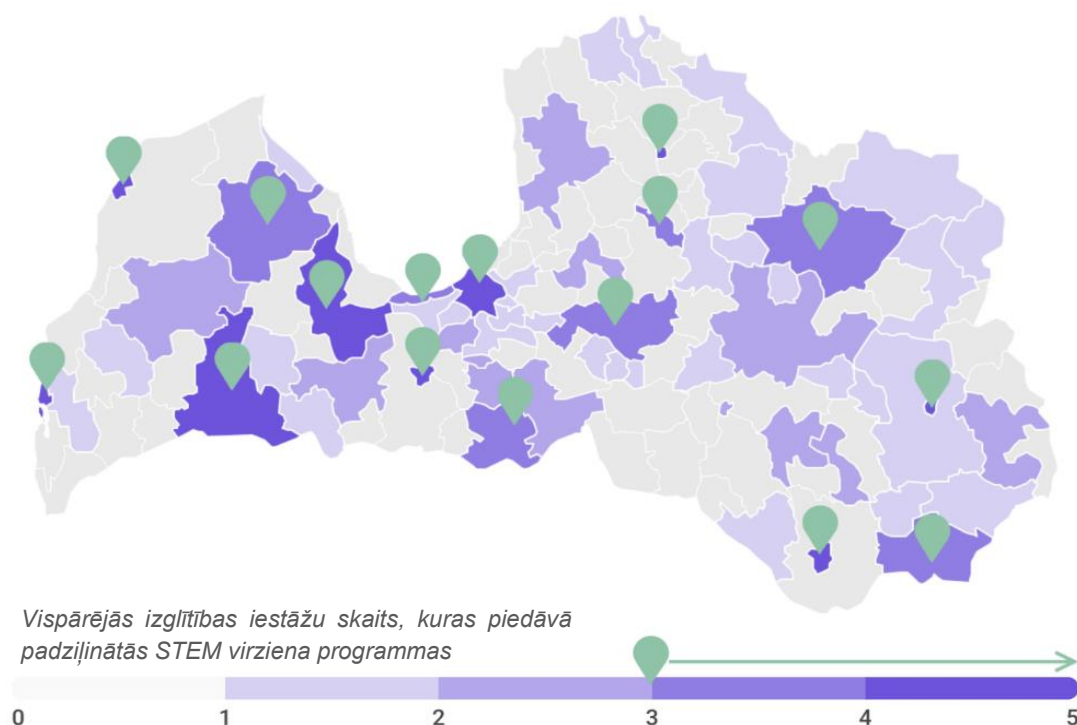 Vispārējās izglītības iestāžu skaits, kuras piedāvā
padziļinātās STEM virziena programmas
0 1 2 3 4 5